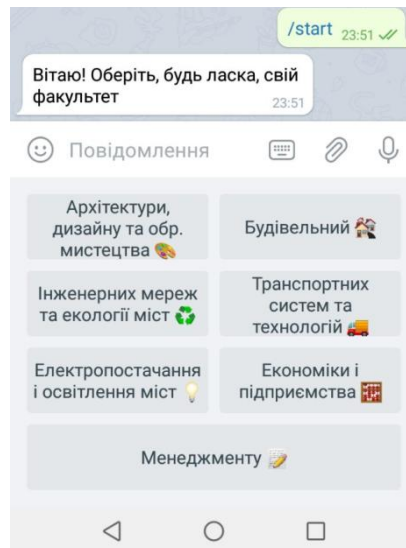 /start 23:51
Вітаю! Оберіть, будь ласка, свій
факультет
23:51
Повідомлення
Архітектури,
дизайну та обр.
мистецтва 🎨
Будівельний 🏘️
Інженерних мереж
та екології міст ♻️
Транспортних
систем та
технологій 🚚
Електропостачання
і освітлення міст 💡
Економіки і
підприємства 🧮
Менеджменту 📝